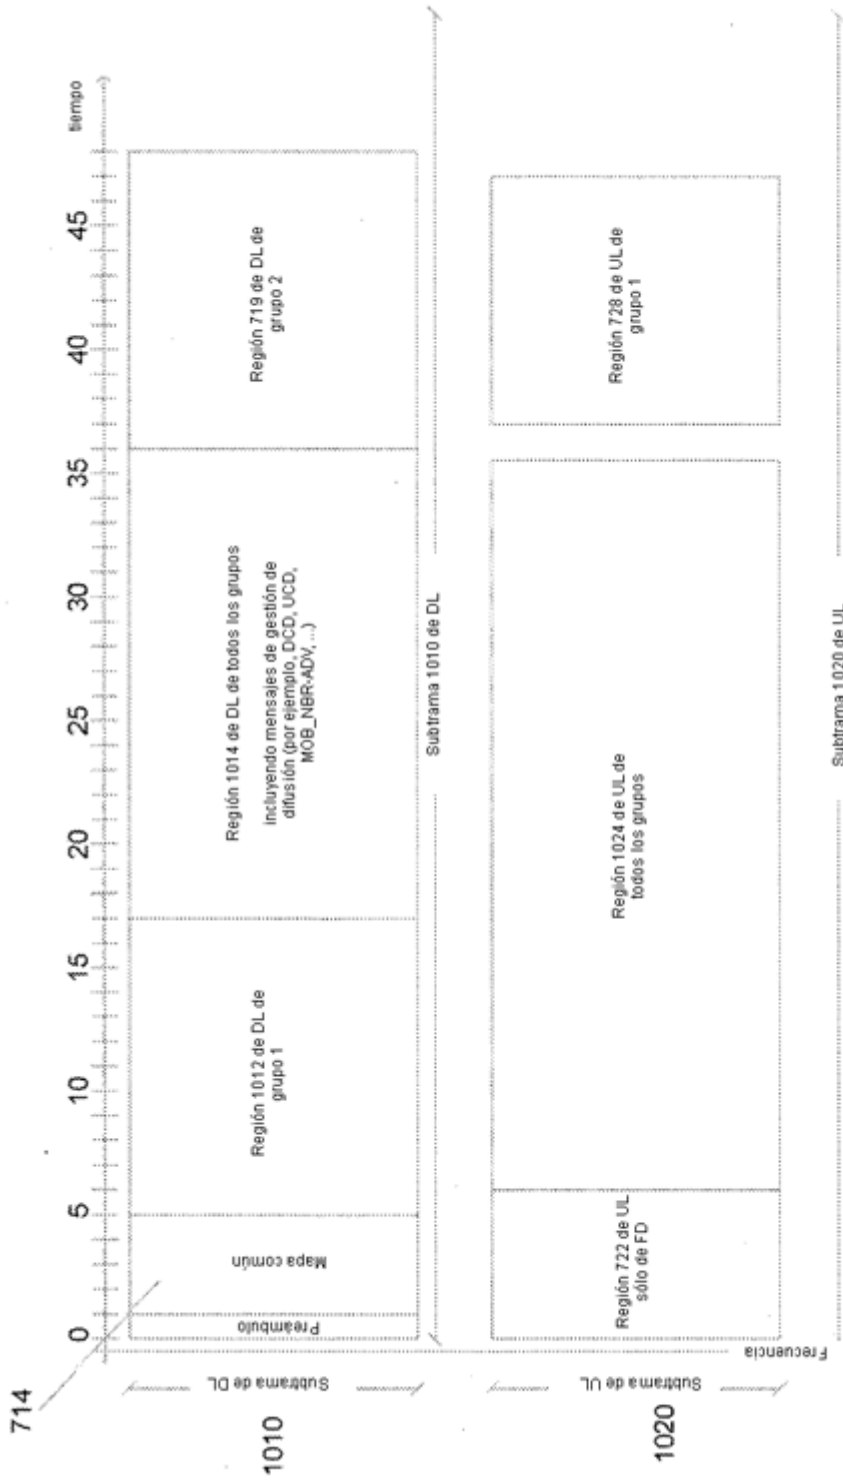 714
tiempo
0
5
10
15
20
25
30
35
40
45
Frecuencia
1010
Subtrama de DL
Preámbulo
Mapa común
Región 1012 de DL de
grupo 1
Región 1014 de DL de todos los grupos
incluyendo mensajes de gestión de
difusión (por ejemplo, DCD, UCD,
MOB_NBR-ADV, ...)
Región 719 de DL de
grupo 2
Subtrama 1010 de DL
1020
Subtrama de UL
Región 722 de UL
sólo de FD
Región 1024 de UL de
todos los grupos
Región 728 de UL de
grupo 1
Subtrama 1020 de UL